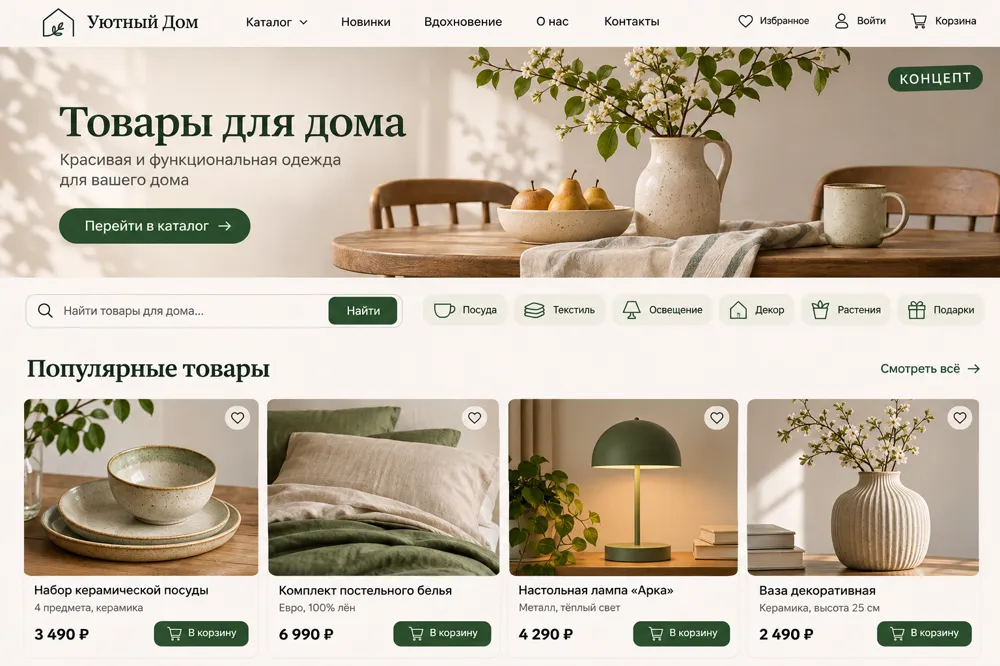 Уютный Дом
Каталог
Новинки
Вдохновение
О нас
Контакты
Избранное
Войти
Корзина
КОНЦЕПТ
Товары для дома
Красивая и функциональная одежда
для вашего дома
Перейти в каталог →
Найти товары для дома...
Найти
Посуда
Текстиль
Освещение
Декор
Растения
Подарки
Популярные товары
Смотреть всё →
Набор керамической посуды
4 предмета, керамика
3 490 ₽
В корзину
Комплект постельного белья
Евро, 100% лён
6 990 ₽
В корзину
Настольная лампа «Арка»
Металл, тёплый свет
4 290 ₽
В корзину
Ваза декоративная
Керамика, высота 25 см
2 490 ₽
В корзину